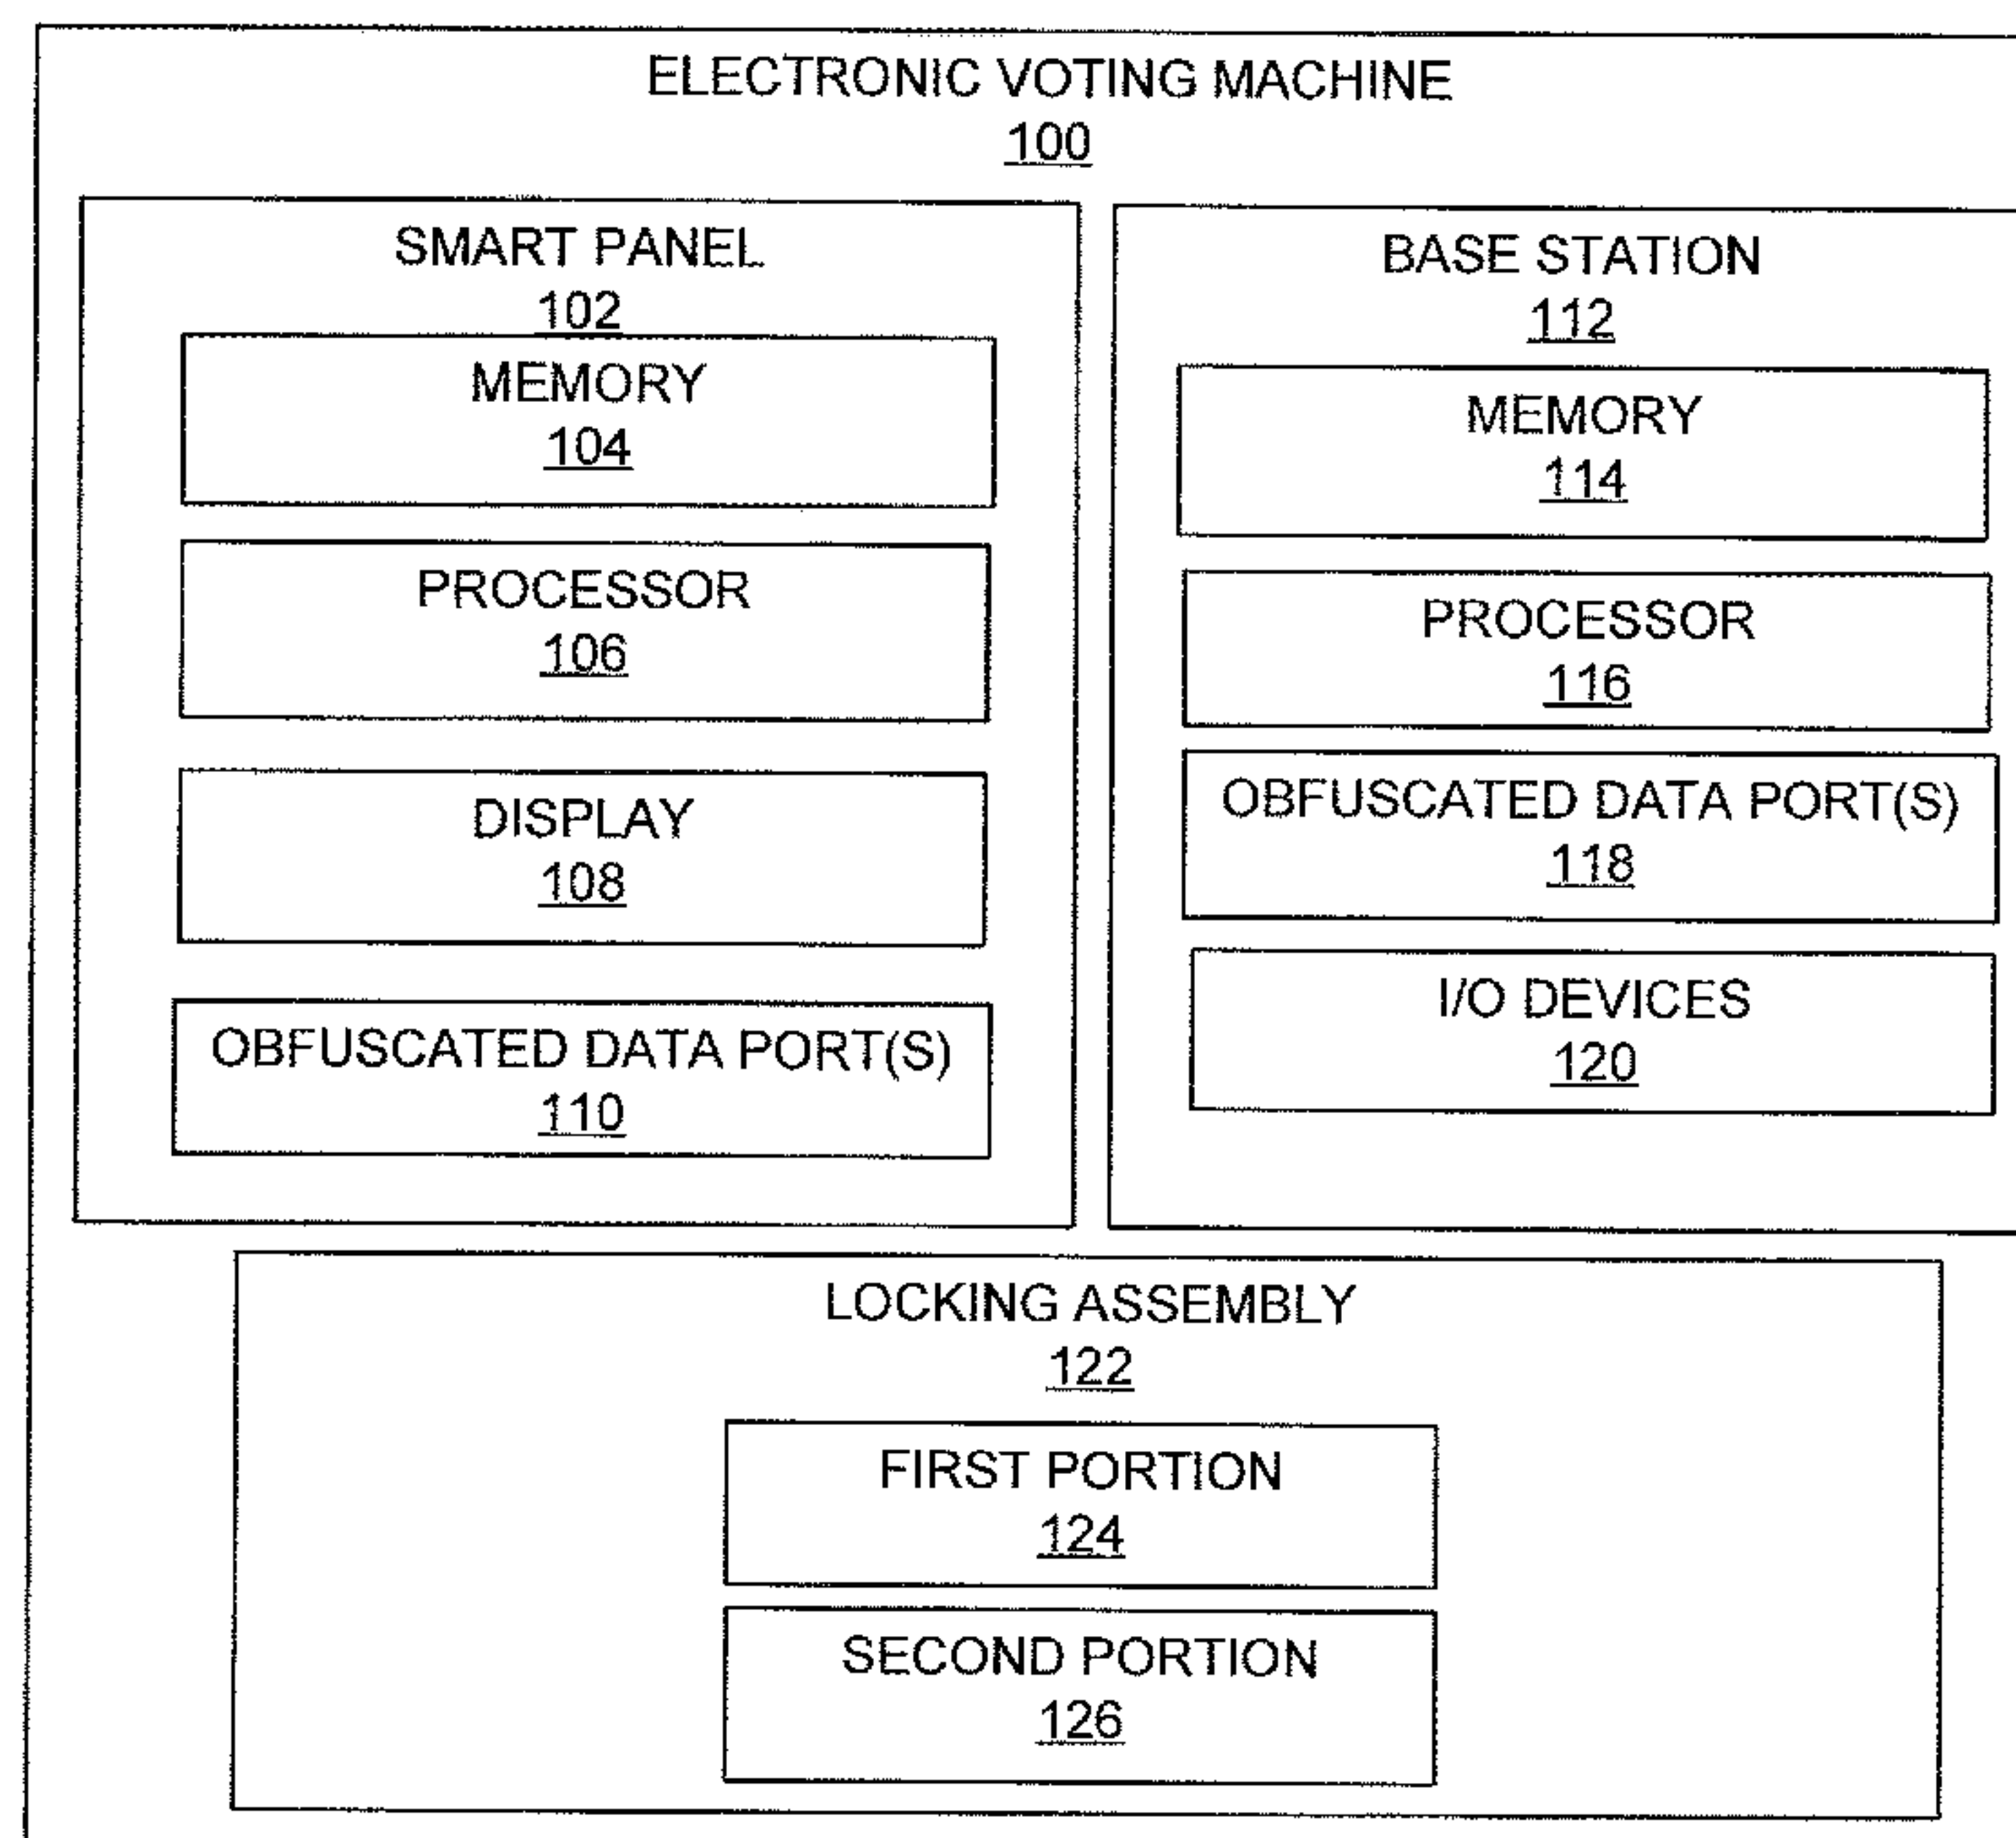 ELECTRONIC VOTING MACHINE
100
SMART PANEL
102
MEMORY
104
PROCESSOR
106
DISPLAY
108
OBFUSCATED DATA PORT(S)
110
BASE STATION
112
MEMORY
114
PROCESSOR
116
OBFUSCATED DATA PORT(S)
118
I/O DEVICES
120
LOCKING ASSEMBLY
122
FIRST PORTION
124
SECOND PORTION
126